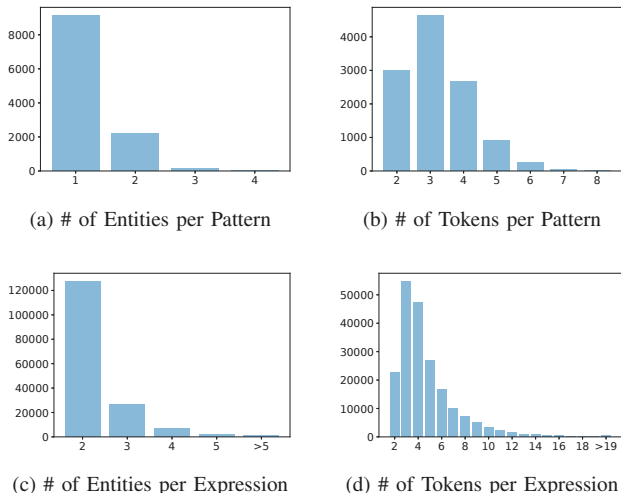 8000
6000
4000
2000
0
1 2 3 4
(a) # of Entities per Pattern
4000
3000
2000
1000
0
2 3 4 5 6 7 8
(b) # of Tokens per Pattern
120000
100000
80000
60000
40000
20000
0
2 3 4 5 >5
(c) # of Entities per Expression
50000
40000
30000
20000
10000
0
2 4 6 8 10 12 14 16 18 >19
(d) # of Tokens per Expression